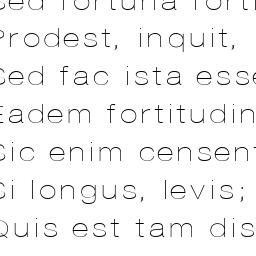 Sed fortuna forti
Prodest, inquit,
Sed fac ista esse
Eadem fortitudin
Sic enim censent
Si longus, levis;
Quis est tam dis